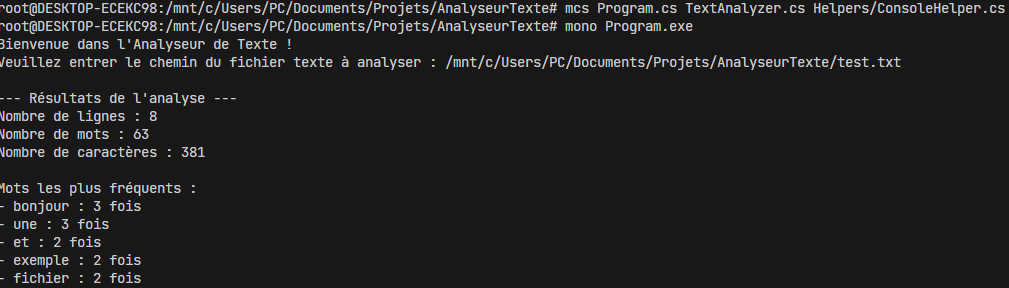 root@DESKTOP-ECEKC98:/mnt/c/Users/PC/Documents/Projets/AnalyseurTexte# mcs Program.cs TextAnalyzer.cs Helpers/ConsoleHelper.cs
root@DESKTOP-ECEKC98:/mnt/c/Users/PC/Documents/Projets/AnalyseurTexte# mono Program.exe
Bienvenue dans l'Analyseur de Texte !
Veuillez entrer le chemin du fichier texte à analyser : /mnt/c/Users/PC/Documents/Projets/AnalyseurTexte/test.txt
--- Résultats de l'analyse ---
Nombre de lignes : 8
Nombre de mots : 63
Nombre de caractères : 381
Mots les plus fréquents :
- bonjour : 3 fois
- une : 3 fois
- et : 2 fois
- exemple : 2 fois
- fichier : 2 fois